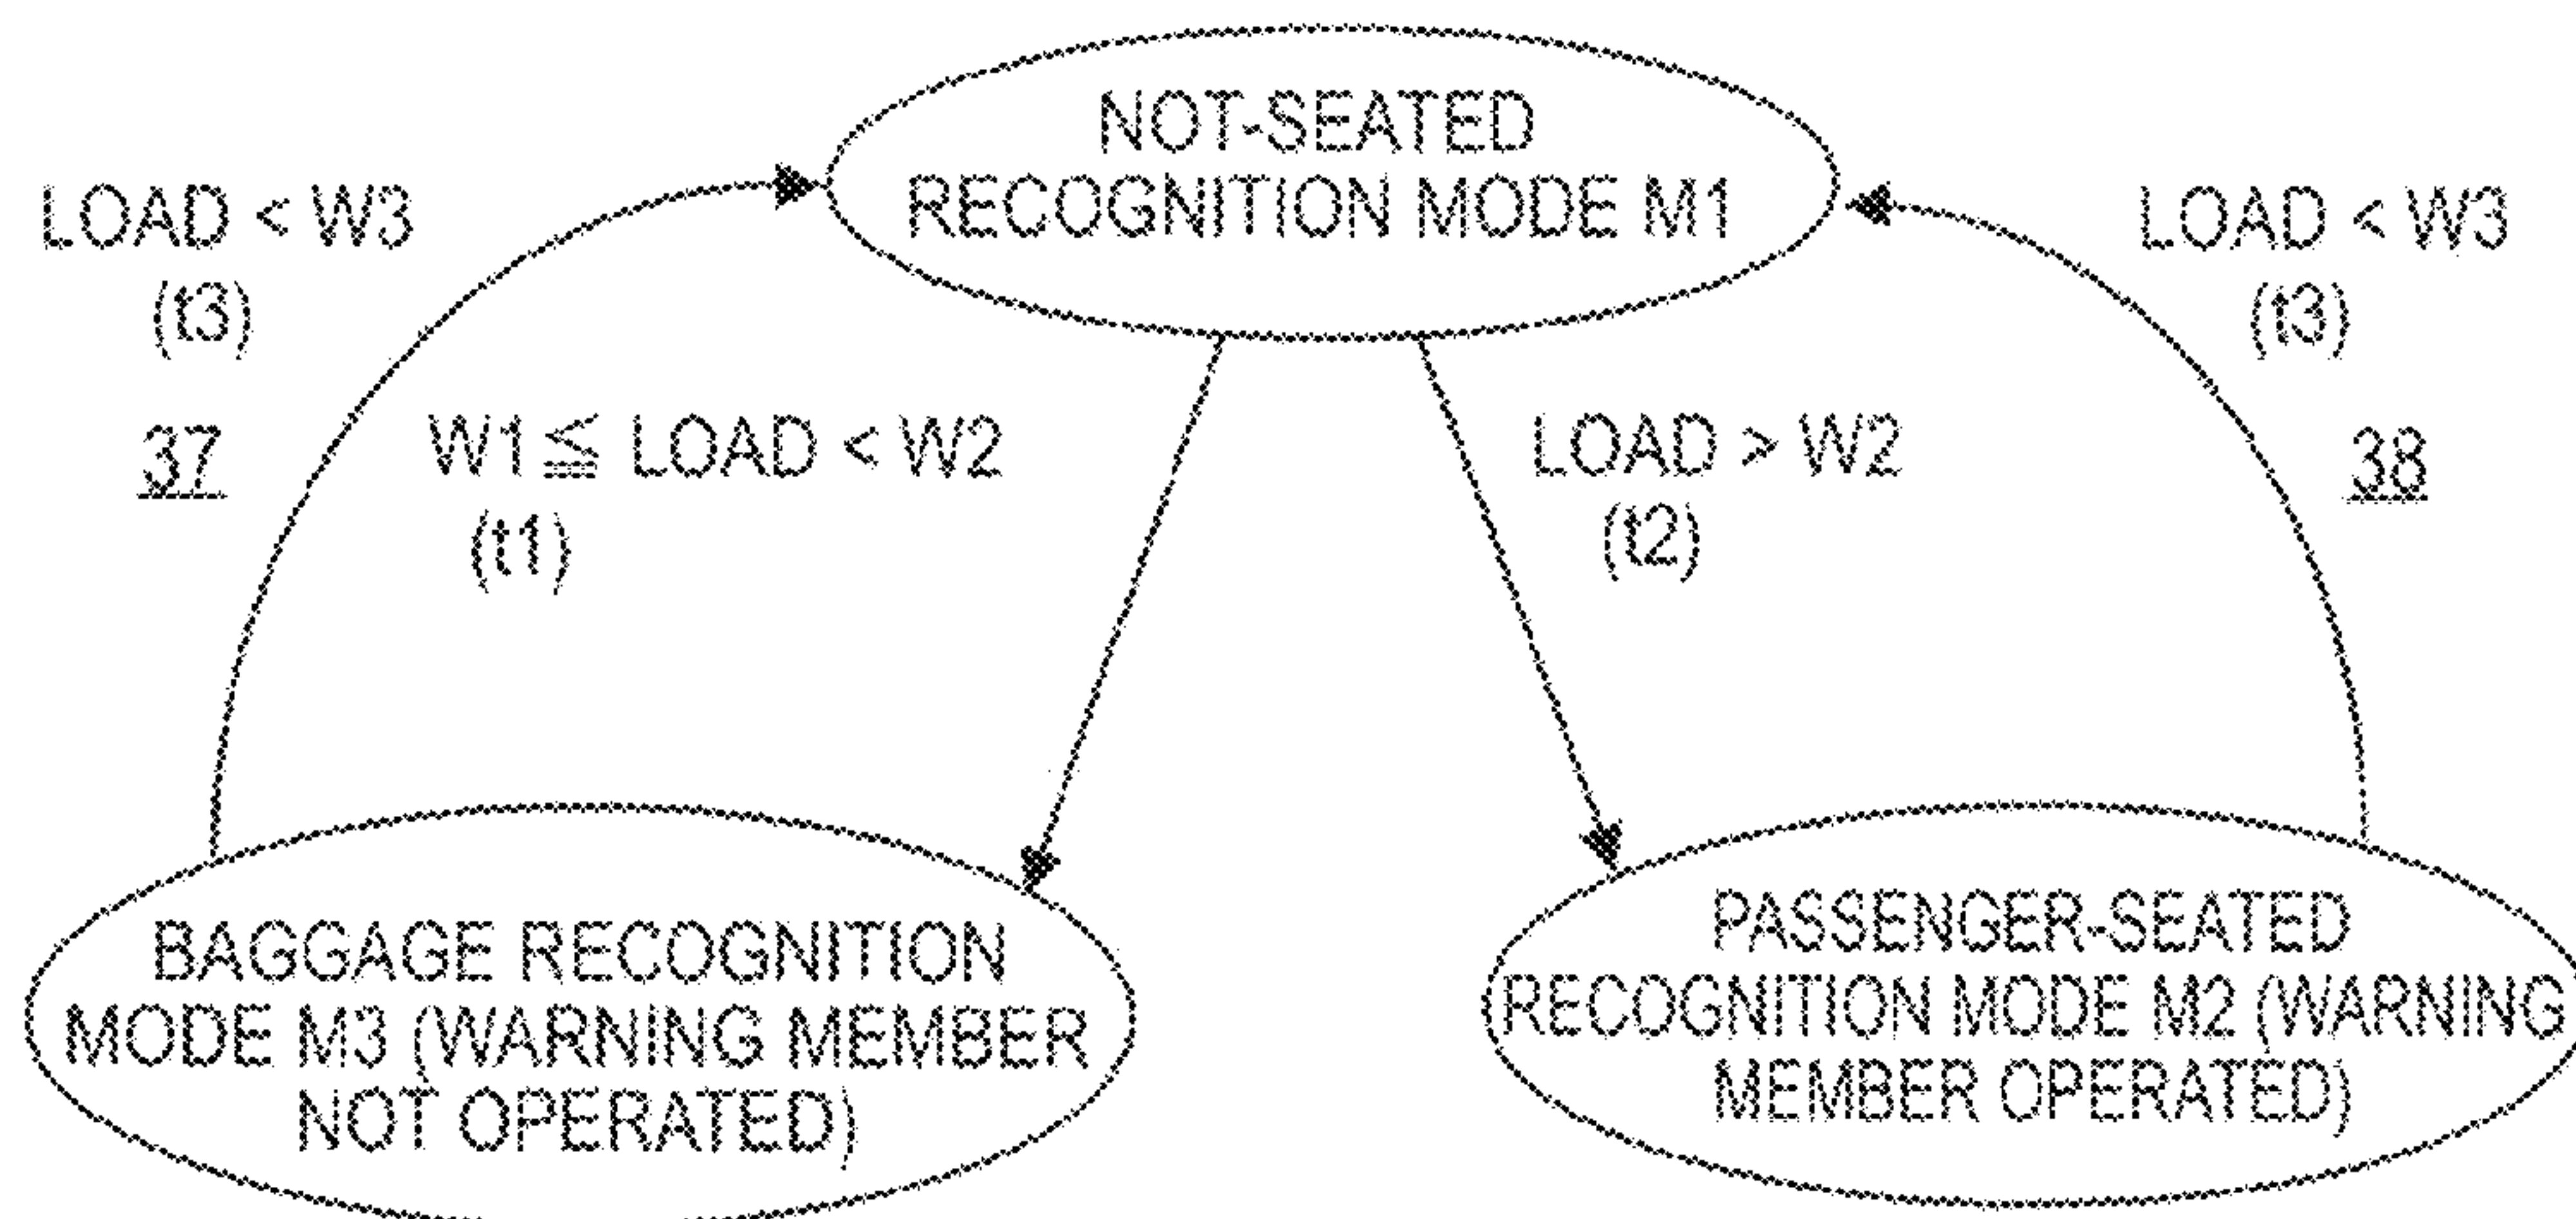 NOT-SEATED
RECOGNITION MODE M1
LOAD < W3
(t3)
37
W1 ≦ LOAD < W2
(t1)
LOAD > W2
(t2)
LOAD < W3
(t3)
38
BAGGAGE RECOGNITION
MODE M3 (WARNING MEMBER
NOT OPERATED)
PASSENGER-SEATED
RECOGNITION MODE M2 (WARNING
MEMBER OPERATED)